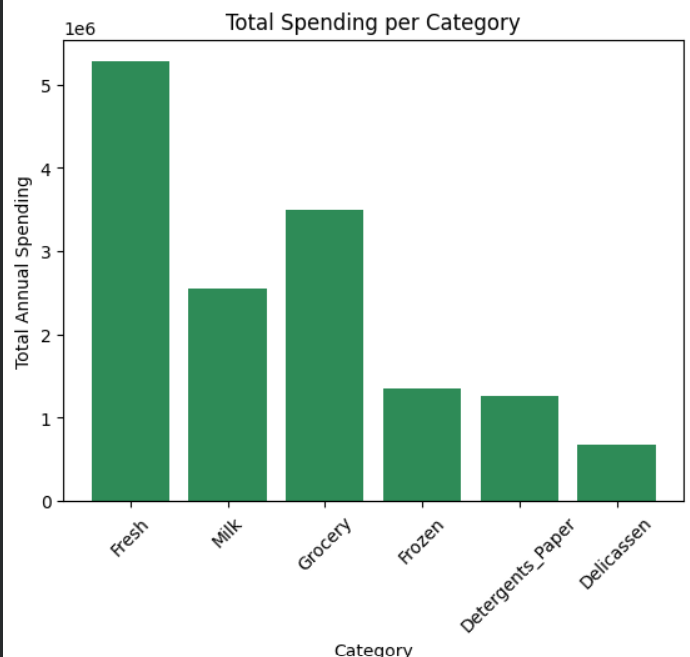 Total Spending per Category
1e6
5
4
3
2
1
0
Total Annual Spending
Fresh
Milk
Grocery
Frozen
Detergents_Paper
Delicassen
Category